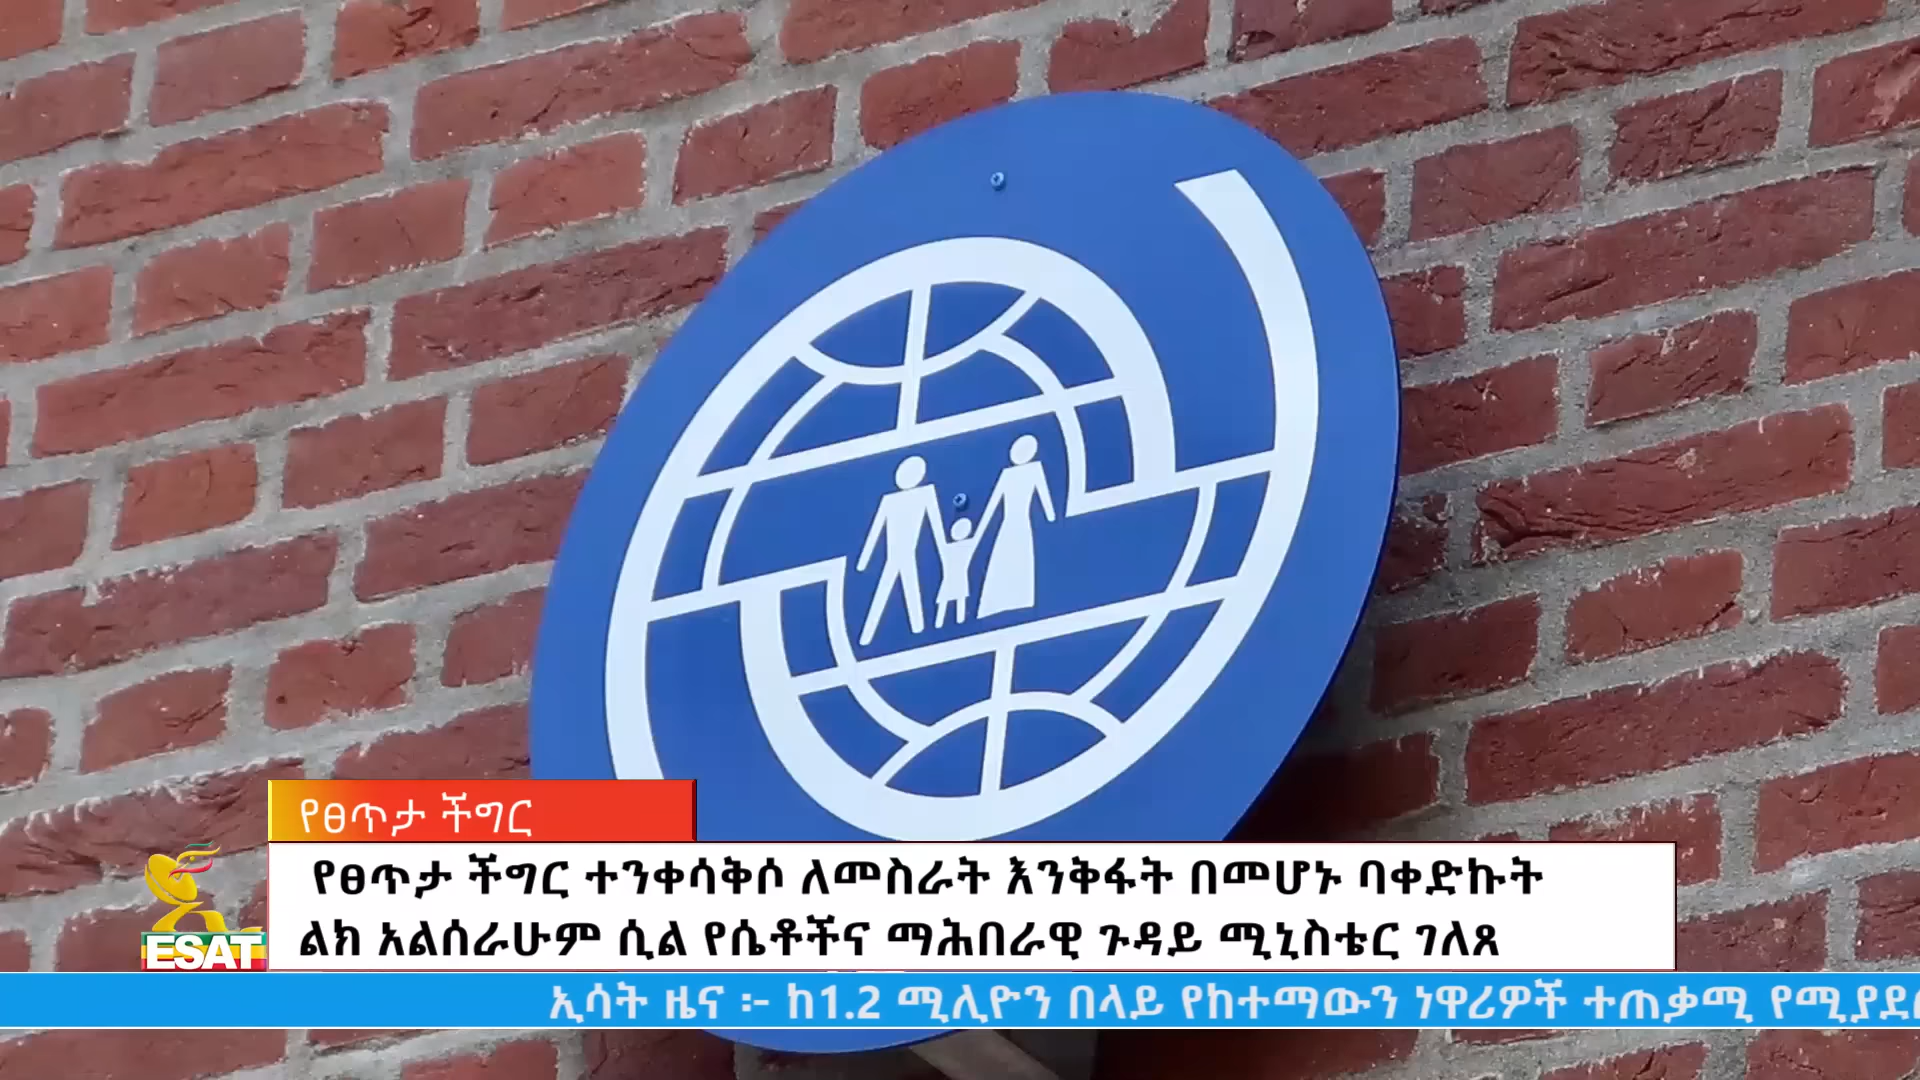 የፀጥታ ችግር
የፀጥታ ችግር ተንቀሳቅሶ ለመስራት እንቅፋት በመሆኑ ባቀድኩት
ልክ አልሰራሁም ሲል የሴቶችና ማሕበራዊ ጉዳይ ሚኒስቴር ገለጸ
ESAT
ኢሳት ዜና ፦ ከ1.2 ሚሊዮን በላይ የከተማውን ነዋሪዎች ተጠቃሚ